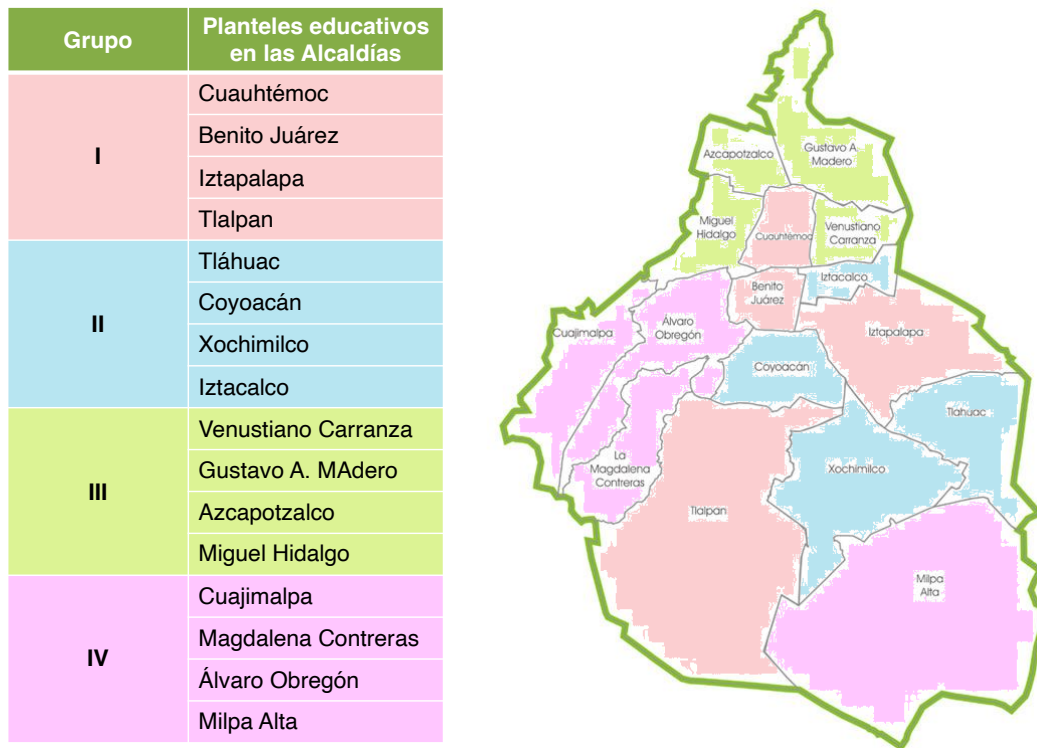 Grupo
Planteles educativos
en las Alcaldías
I
Cuauhtémoc
Benito Juárez
Iztapalapa
Tlalpan
II
Tláhuac
Coyoacán
Xochimilco
Iztacalco
III
Venustiano Carranza
Gustavo A. MAdero
Azcapotzalco
Miguel Hidalgo
IV
Cuajimalpa
Magdalena Contreras
Álvaro Obregón
Milpa Alta
Azcapotzalco
Gustavo A.
Madero
Miguel
Hidalgo
Cuauhtémoc
Venustiano
Carranza
Iztacalco
Benito
Juárez
Cuajimalpa
Alvaro
Obregón
Iztapalapa
Coyoacán
Tlahuac
La
Magdalena
Contreras
Xochimilco
Tlalpan
Milpa
Alta